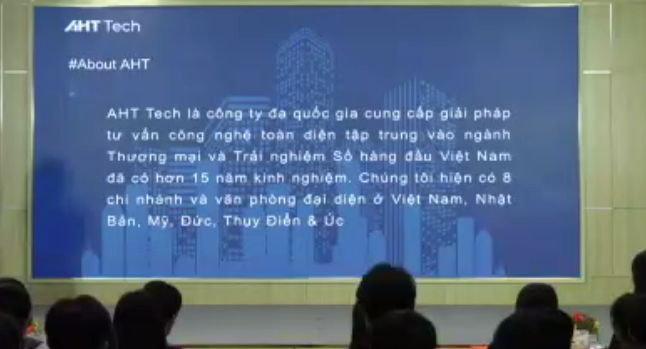 AHT Tech
#About AHT
AHT Tech là công ty đa quốc gia cung cấp giải pháp
tư vấn công nghệ toàn diện tập trung vào ngành
Thương mại và Trải nghiệm Số hàng đầu Việt Nam
đã có hơn 15 năm kinh nghiệm. Chúng tôi hiện có 8
chi nhánh và văn phòng đại diện ở Việt Nam, Nhật
Bản, Mỹ, Đức, Thụy Điển & Úc